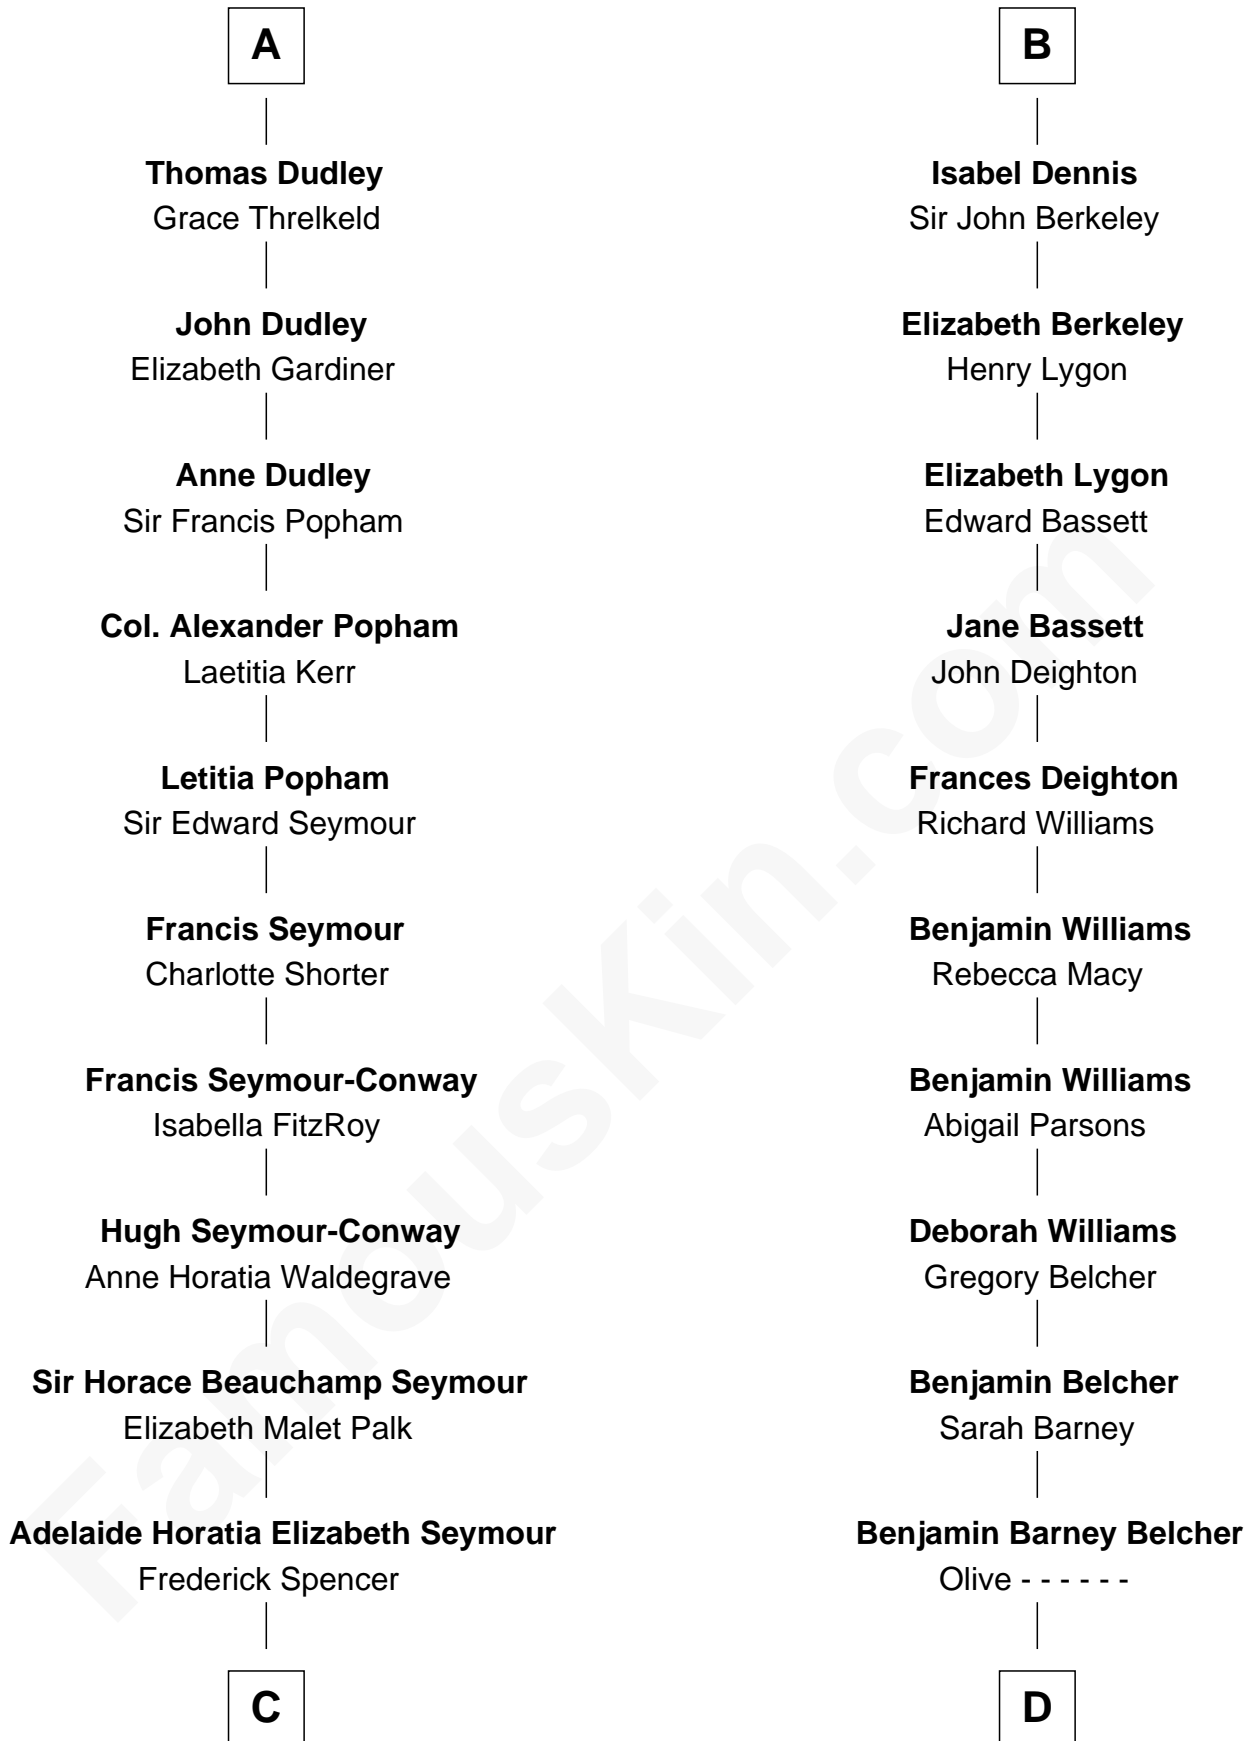 A
Thomas Dudley
Grace Threlkeld
John Dudley
Elizabeth Gardiner
Anne Dudley
Sir Francis Popham
Col. Alexander Popham
Laetitia Kerr
Letitia Popham
Sir Edward Seymour
Francis Seymour
Charlotte Shorter
Francis Seymour-Conway
Isabella FitzRoy
Hugh Seymour-Conway
Anne Horatia Waldegrave
Sir Horace Beauchamp Seymour
Elizabeth Malet Palk
Adelaide Horatia Elizabeth Seymour
Frederick Spencer
C
B
Isabel Dennis
Sir John Berkeley
Elizabeth Berkeley
Henry Lygon
Elizabeth Lygon
Edward Bassett
Jane Bassett
John Deighton
Frances Deighton
Richard Williams
Benjamin Williams
Rebecca Macy
Benjamin Williams
Abigail Parsons
Deborah Williams
Gregory Belcher
Benjamin Belcher
Sarah Barney
Benjamin Barney Belcher
Olive - - - - - -
D
FamousKin.com